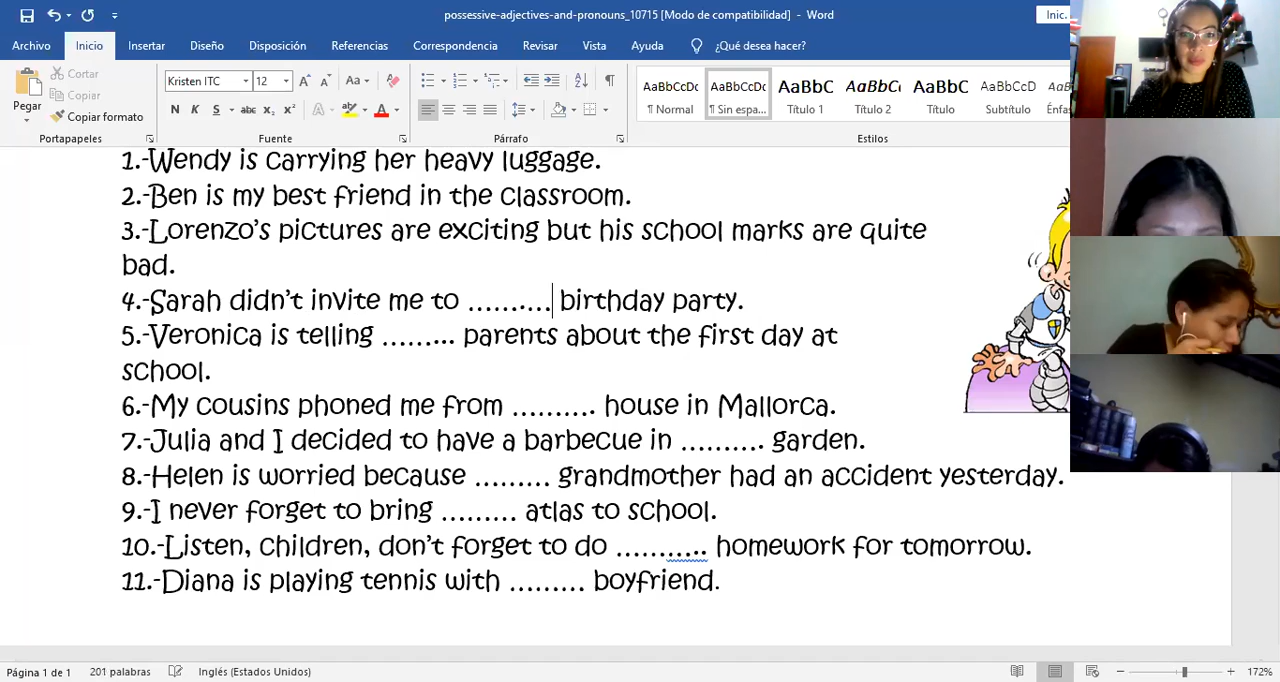 possessive-adjectives-and-pronouns_10715 [Modo de compatibilidad] - Word
Inic.
Archivo Inicio Insertar Diseño Disposición Referencias Correspondencia Revisar Vista Ayuda ¿Qué desea hacer?
Pegar
Cortar
Copiar
Copiar formato
Kristen ITC 12
N K S abc x₂ x²
AaBbCcDc AaBbCcDc AaBbC AaBbCc AaBbC AaBbCcD
¶ Normal ¶ Sin espa... Título 1 Título 2 Título Subtítulo Énfas
Portapapeles Fuente Párrafo Estilos
1.-Wendy is carrying her heavy luggage.
2.-Ben is my best friend in the classroom.
3.-Lorenzo’s pictures are exciting but his school marks are quite
bad.
4.-Sarah didn’t invite me to ........... birthday party.
5.-Veronica is telling ......... parents about the first day at
school.
6.-My cousins phoned me from .......... house in Mallorca.
7.-Julia and I decided to have a barbecue in .......... garden.
8.-Helen is worried because ......... grandmother had an accident yesterday.
9.-I never forget to bring ......... atlas to school.
10.-Listen, children, don’t forget to do ........... homework for tomorrow.
11.-Diana is playing tennis with ......... boyfriend.
Página 1 de 1 201 palabras Inglés (Estados Unidos) 172%